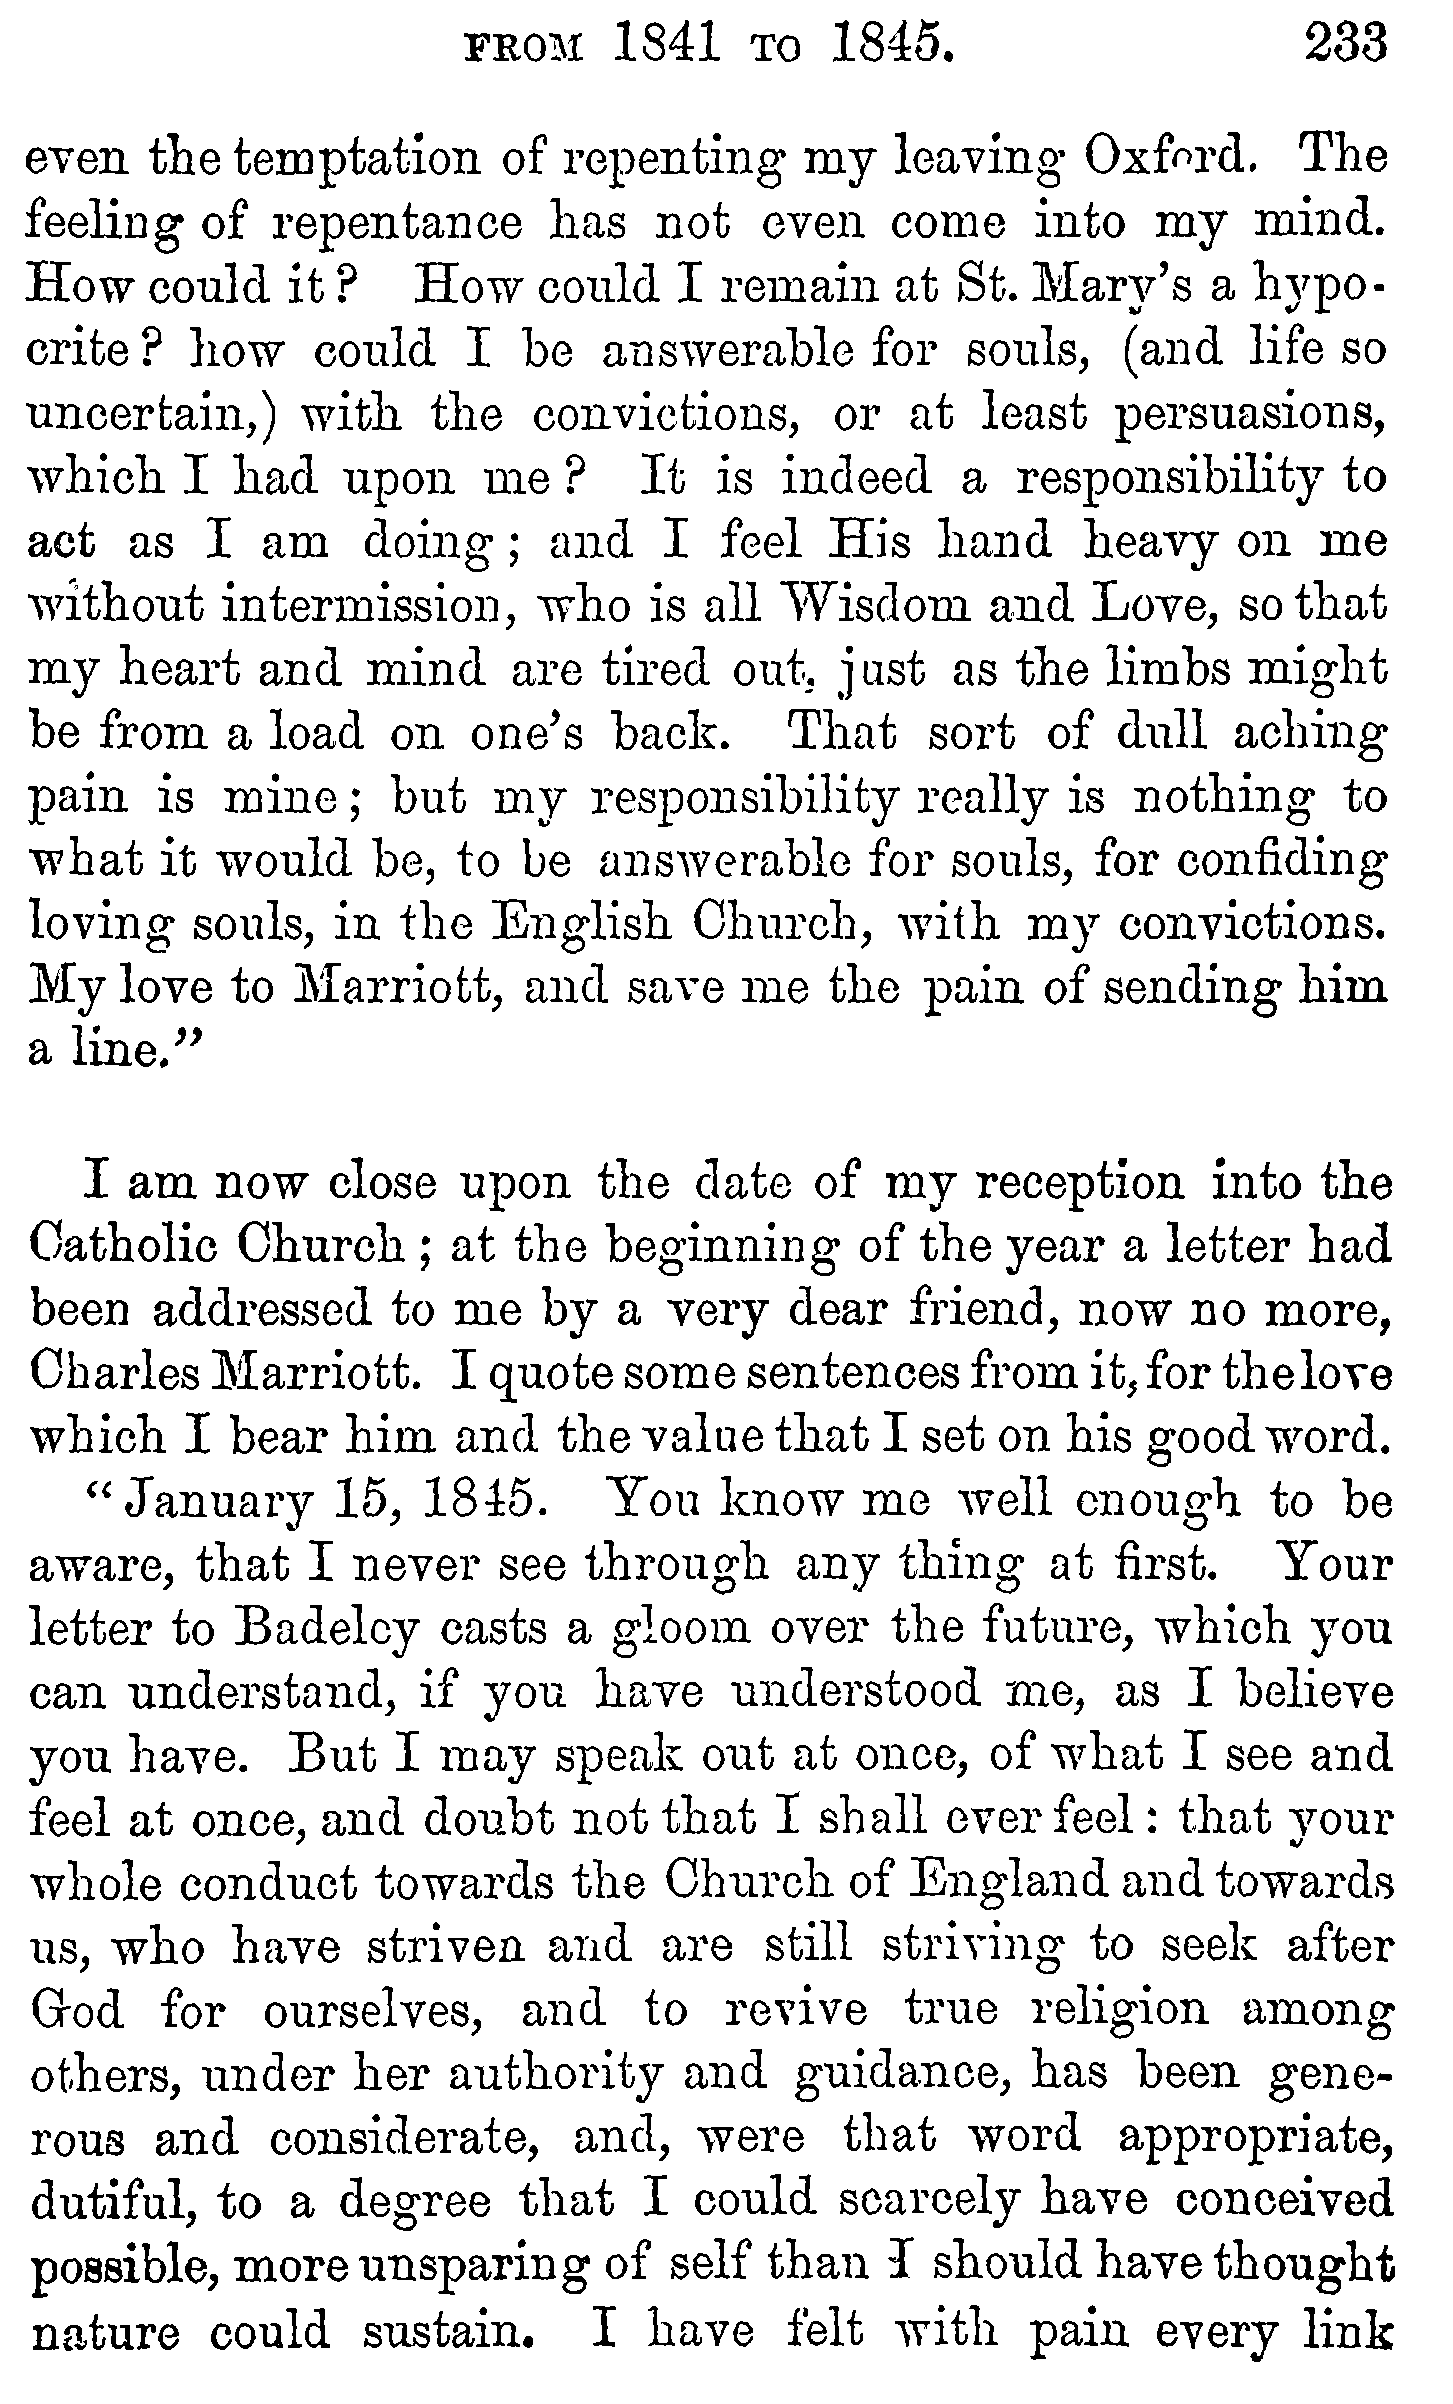 FROM 1841 TO 1845. 233
even the temptation of repenting my leaving Oxford. The
feeling of repentance has not even come into my mind.
How could it? How could I remain at St. Mary's a hypo-
crite? how could I be answerable for souls, (and life so
uncertain,) with the convictions, or at least persuasions,
which I had upon me? It is indeed a responsibility to
act as I am doing; and I feel His hand heavy on me
without intermission, who is all Wisdom and Love, so that
my heart and mind are tired out, just as the limbs might
be from a load on one's back. That sort of dull aching
pain is mine; but my responsibility really is nothing to
what it would be, to be answerable for souls, for confiding
loving souls, in the English Church, with my convictions.
My love to Marriott, and save me the pain of sending him
a line."
I am now close upon the date of my reception into the
Catholic Church; at the beginning of the year a letter had
been addressed to me by a very dear friend, now no more,
Charles Marriott. I quote some sentences from it, for the love
which I bear him and the value that I set on his good word.
"January 15, 1845. You know me well enough to be
aware, that I never see through any thing at first. Your
letter to Badeley casts a gloom over the future, which you
can understand, if you have understood me, as I believe
you have. But I may speak out at once, of what I see and
feel at once, and doubt not that I shall ever feel: that your
whole conduct towards the Church of England and towards
us, who have striven and are still striving to seek after
God for ourselves, and to revive true religion among
others, under her authority and guidance, has been gene-
rous and considerate, and, were that word appropriate,
dutiful, to a degree that I could scarcely have conceived
possible, more unsparing of self than I should have thought
nature could sustain. I have felt with pain every link